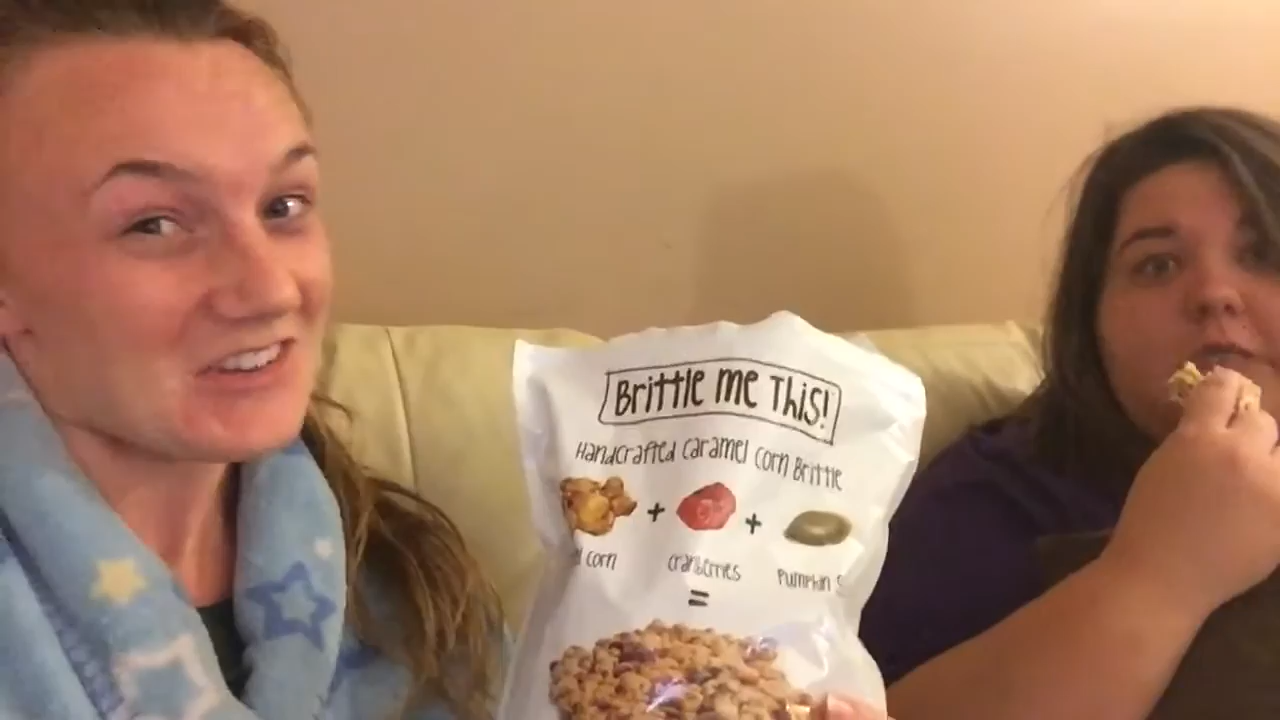 Brittle Me This!
Handcrafted Caramel Corn Brittle
+ +
corn cranberries Pumpkin
=